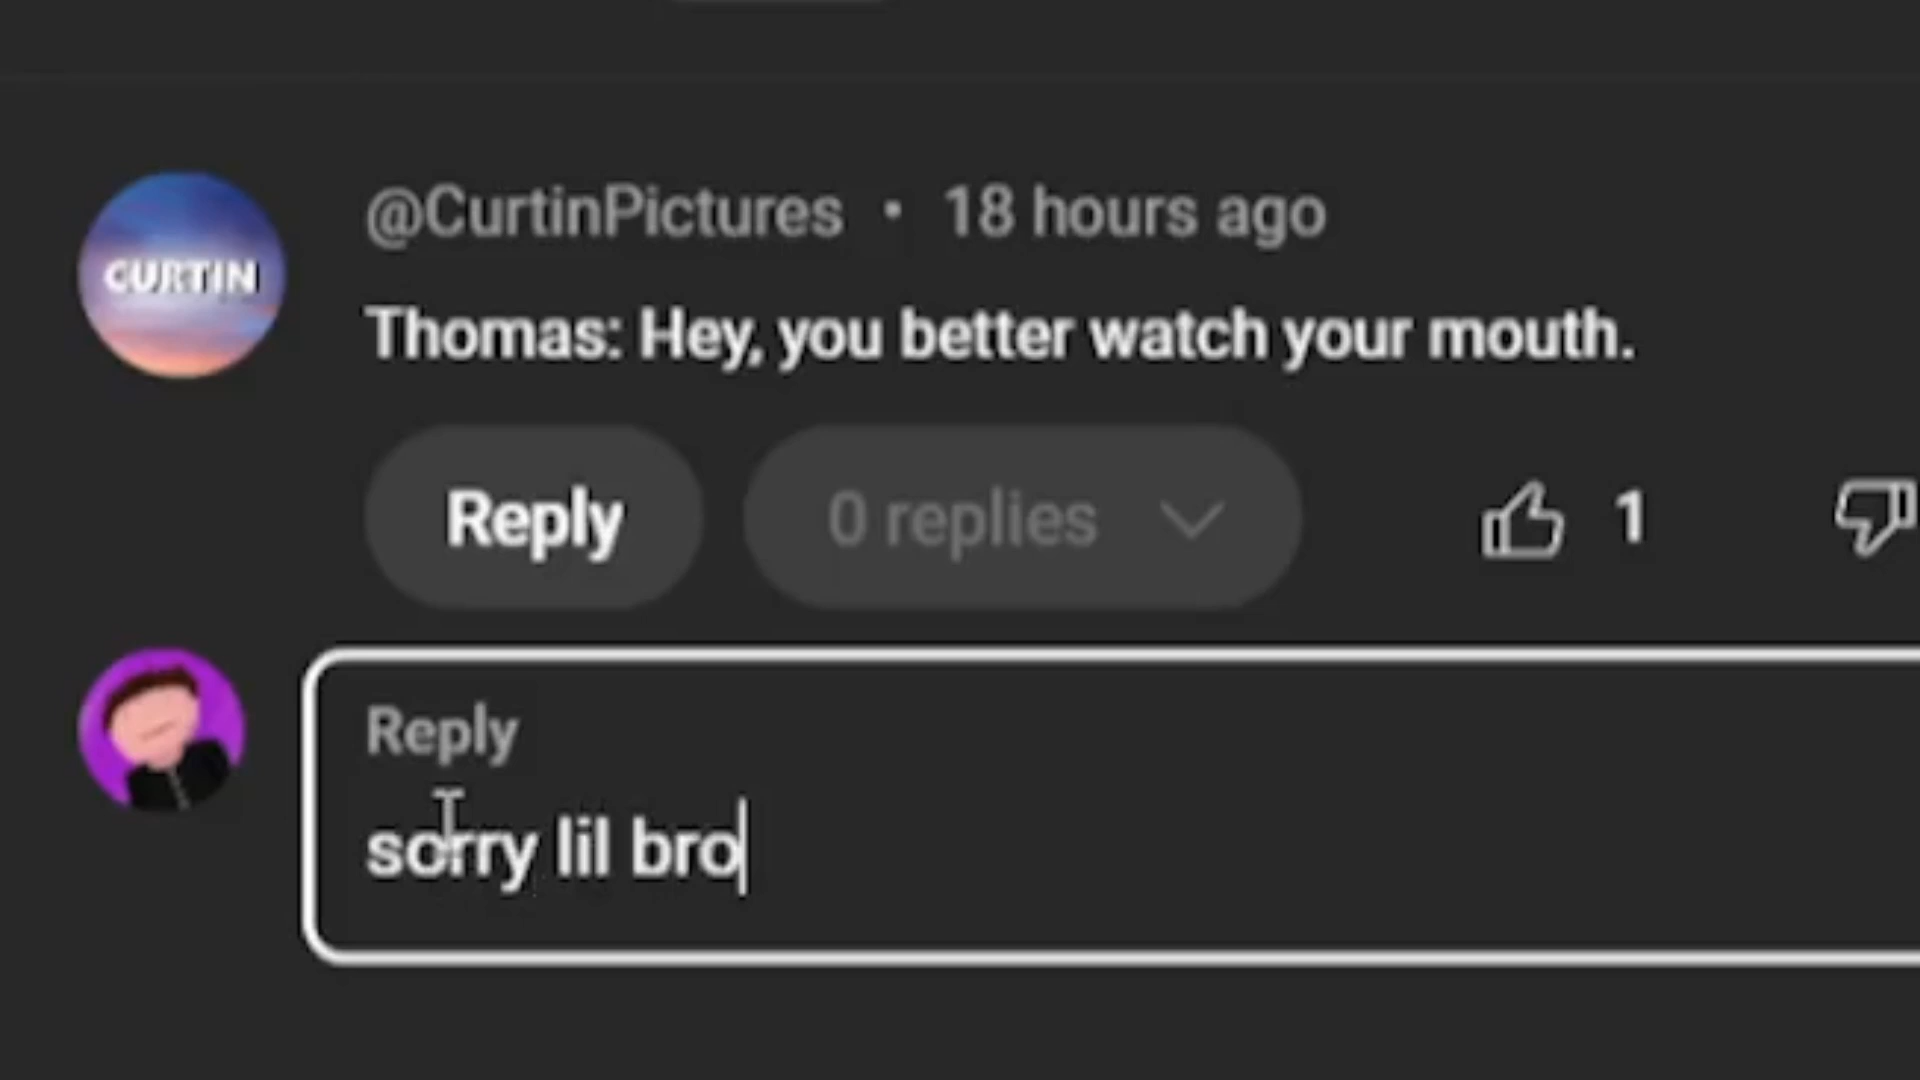 CURTIN
@CurtinPictures • 18 hours ago
Thomas: Hey, you better watch your mouth.
Reply
0 replies
1
Reply
sorry lil bro